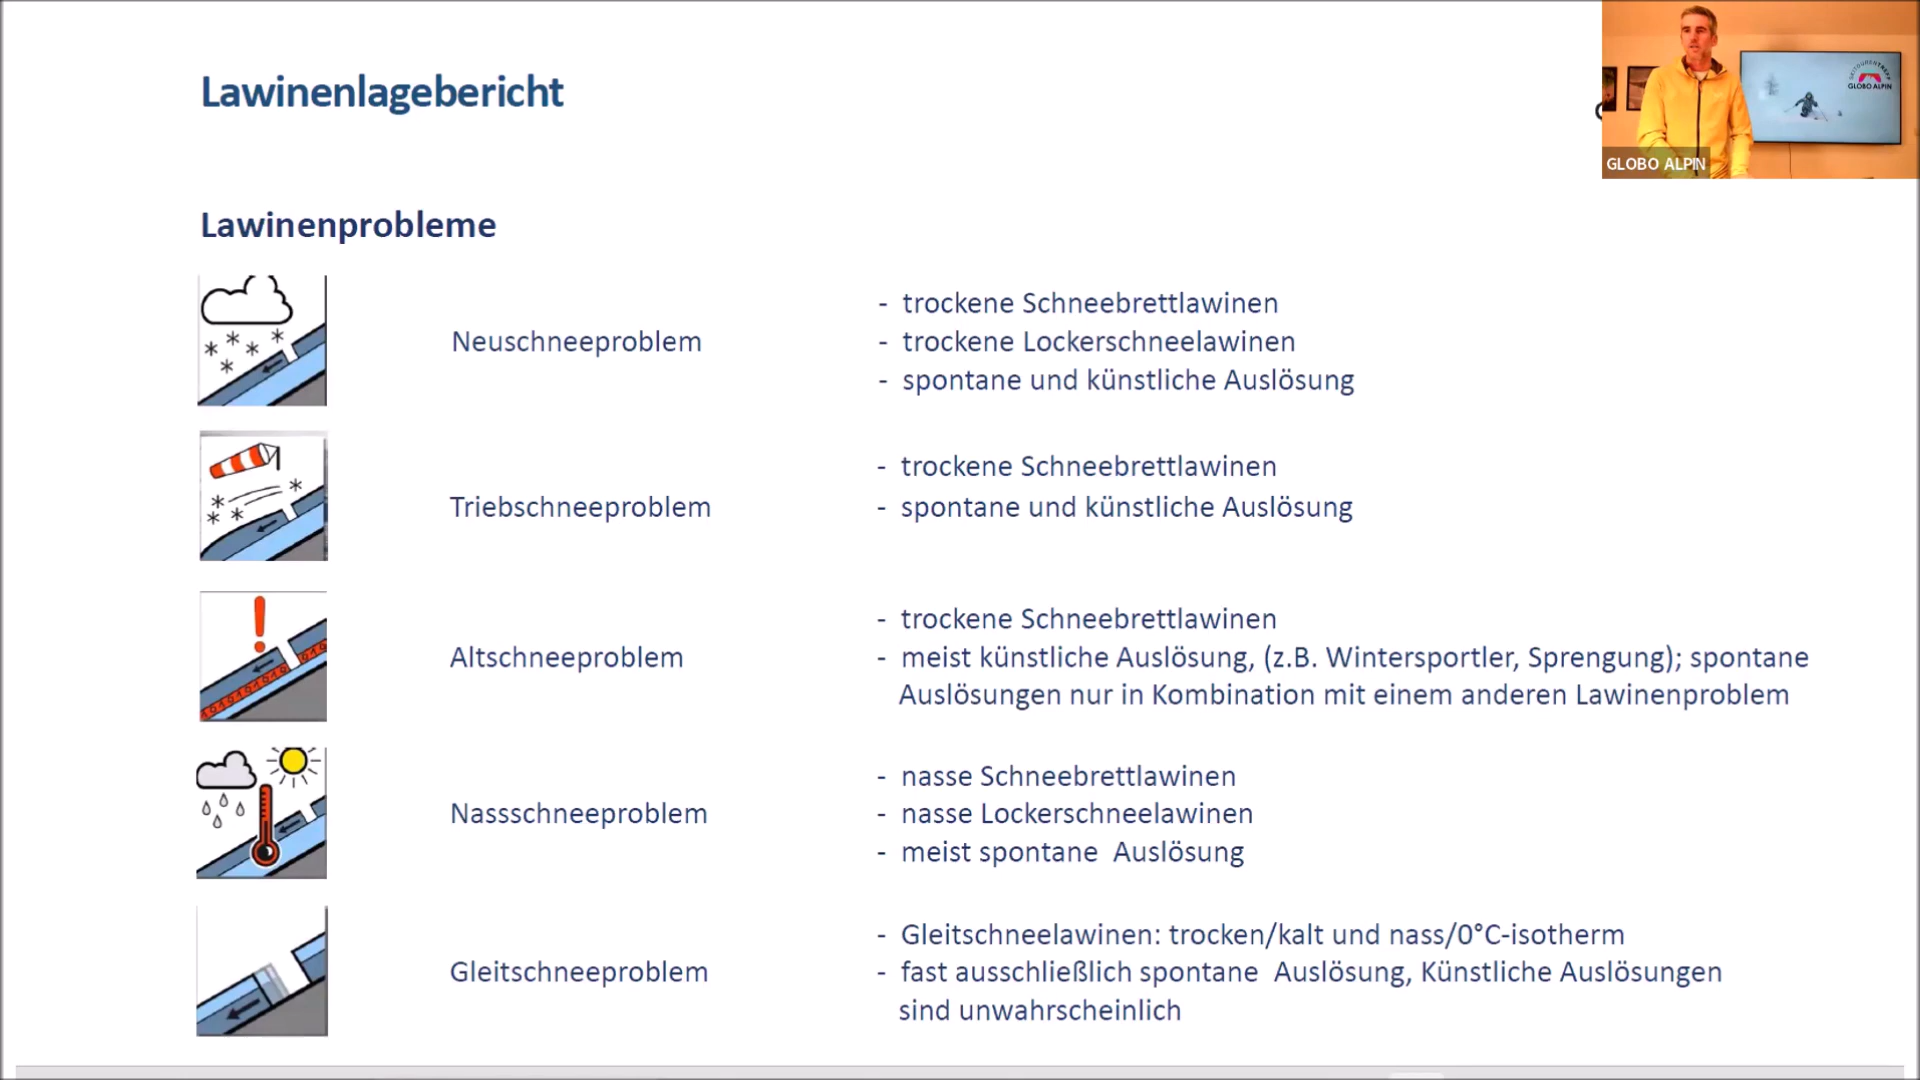 Lawinenlagebericht
SKITOURENTREFF
GLOBO ALPIN
GLOBO ALPIN
Lawinenprobleme
Neuschneeproblem
- trockene Schneebrettlawinen
- trockene Lockerschneelawinen
- spontane und künstliche Auslösung
Triebschneeproblem
- trockene Schneebrettlawinen
- spontane und künstliche Auslösung
Altschneeproblem
- trockene Schneebrettlawinen
- meist künstliche Auslösung, (z.B. Wintersportler, Sprengung); spontane
Auslösungen nur in Kombination mit einem anderen Lawinenproblem
Nassschneeproblem
- nasse Schneebrettlawinen
- nasse Lockerschneelawinen
- meist spontane  Auslösung
Gleitschneeproblem
- Gleitschneelawinen: trocken/kalt und nass/0°C-isotherm
- fast ausschließlich spontane  Auslösung, Künstliche Auslösungen
sind unwahrscheinlich